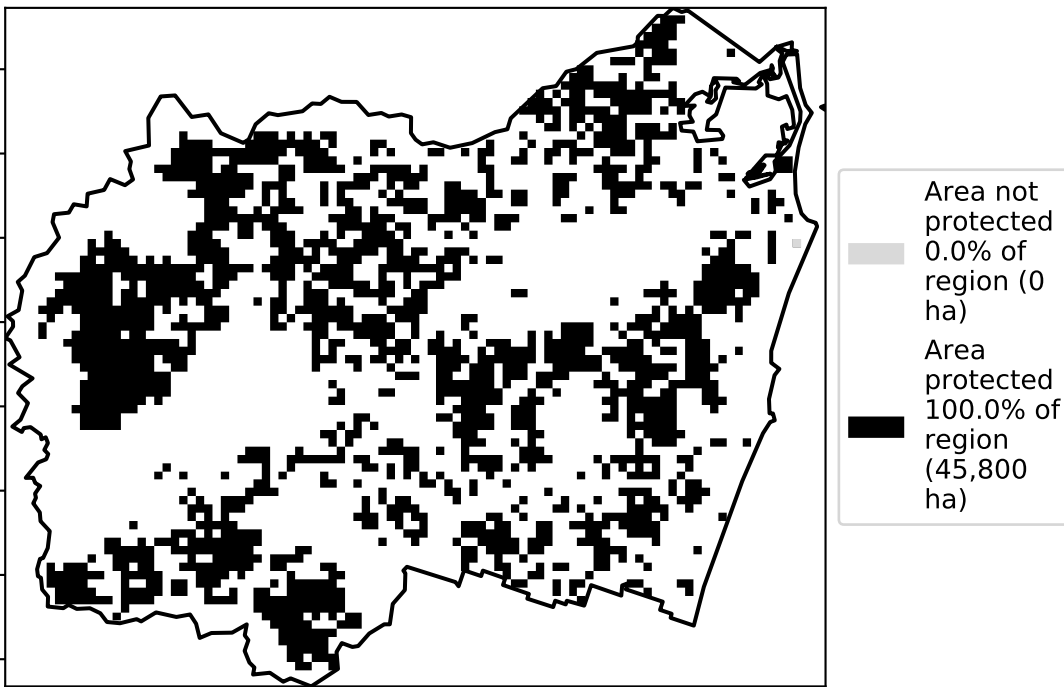 Area not
protected
0.0% of
region (0
ha)
Area
protected
100.0% of
region
(45,800
ha)